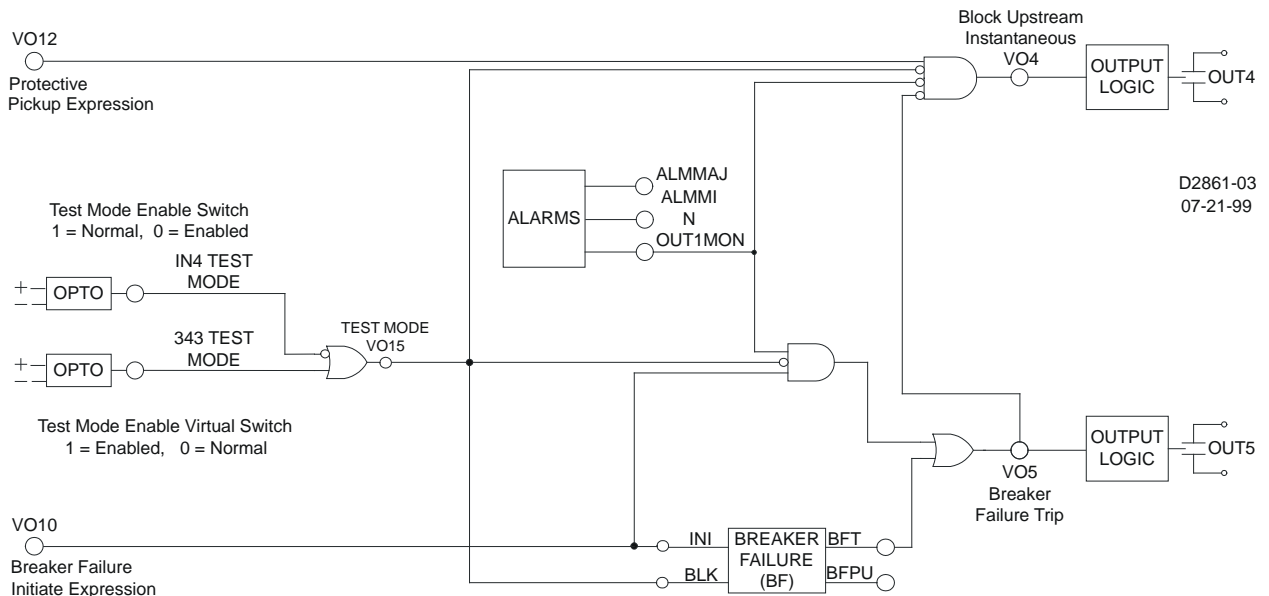 VO12
Protective
Pickup Expression
Block Upstream
Instantaneous
VO4
OUTPUT
LOGIC
OUT4
D2861-03
07-21-99
ALARMS
ALMMAJ
ALMMI
N
OUT1MON
Test Mode Enable Switch
1 = Normal, 0 = Enabled
+
−
OPTO
IN4 TEST
MODE
+
−
OPTO
343 TEST
MODE
TEST MODE
VO15
Test Mode Enable Virtual Switch
1 = Enabled, 0 = Normal
OUTPUT
LOGIC
OUT5
VO5
Breaker
Failure Trip
VO10
Breaker Failure
Initiate Expression
INI
BLK
BREAKER
FAILURE
(BF)
BFT
BFPU